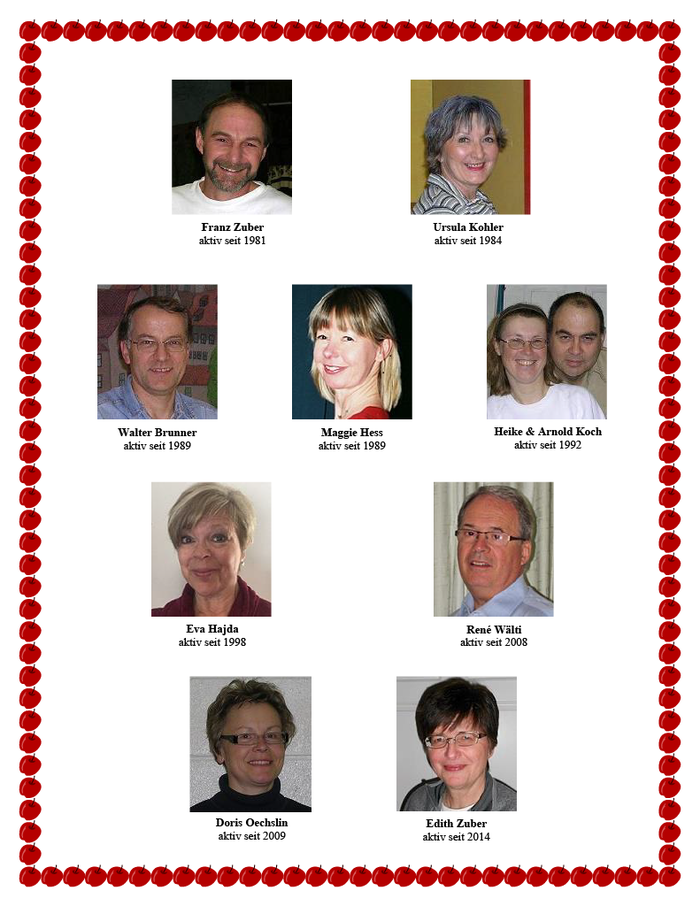 Franz Zuber
aktiv seit 1981
Ursula Kohler
aktiv seit 1984
Walter Brunner
aktiv seit 1989
Maggie Hess
aktiv seit 1989
Heike & Arnold Koch
aktiv seit 1992
Eva Hajda
aktiv seit 1998
René Wälti
aktiv seit 2008
Doris Oechslin
aktiv seit 2009
Edith Zuber
aktiv seit 2014